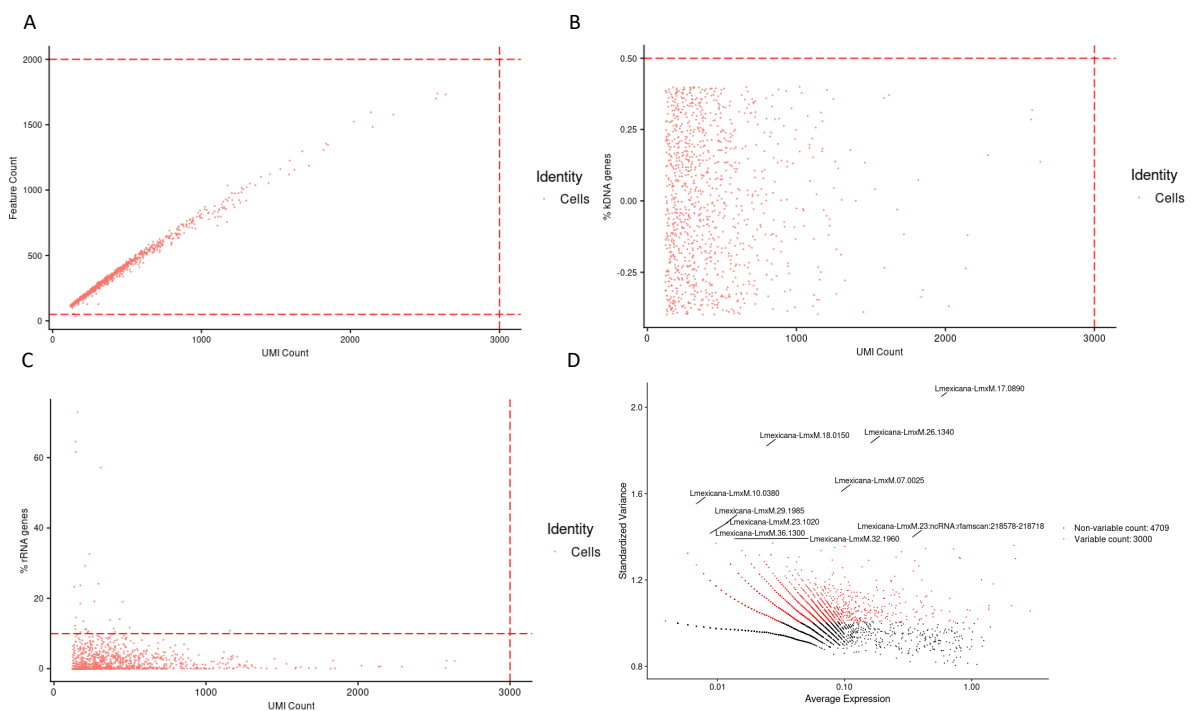 A
2000
1500
1000
500
0
Feature Count
0
1000
2000
3000
UMI Count
Identity
Cells
B
0.50
0.25
0.00
-0.25
% kDNA genes
0
1000
2000
3000
UMI Count
Identity
Cells
C
60
40
20
0
% rRNA genes
0
1000
2000
3000
UMI Count
Identity
Cells
D
2.0
1.6
1.2
0.8
Standardized Variance
Lmexicana-LmxM.17.0890
Lmexicana-LmxM.18.0150
Lmexicana-LmxM.26.1340
Lmexicana-LmxM.07.0025
Lmexicana-LmxM.10.0380
Lmexicana-LmxM.29.1985
Lmexicana-LmxM.23.1020
Lmexicana-LmxM.36.1300
Lmexicana-LmxM.23:ncRNA:rfamscan:218578-218718
Lmexicana-LmxM.32.1960
Non-variable count: 4709
Variable count: 3000
0.01
0.10
1.00
Average Expression